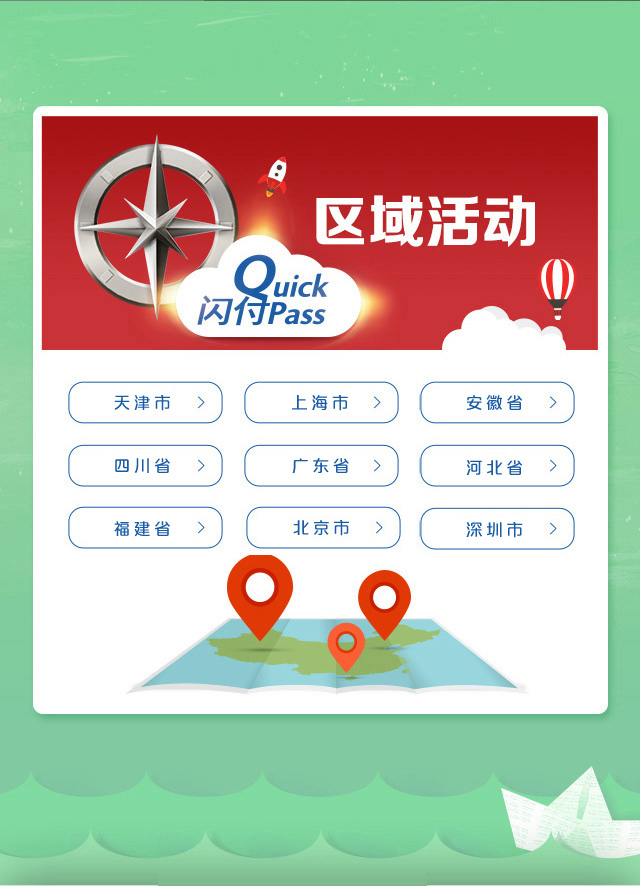 区域活动
Quick
闪付Pass
天津市
上海市
安徽省
四川省
广东省
河北省
福建省
北京市
深圳市